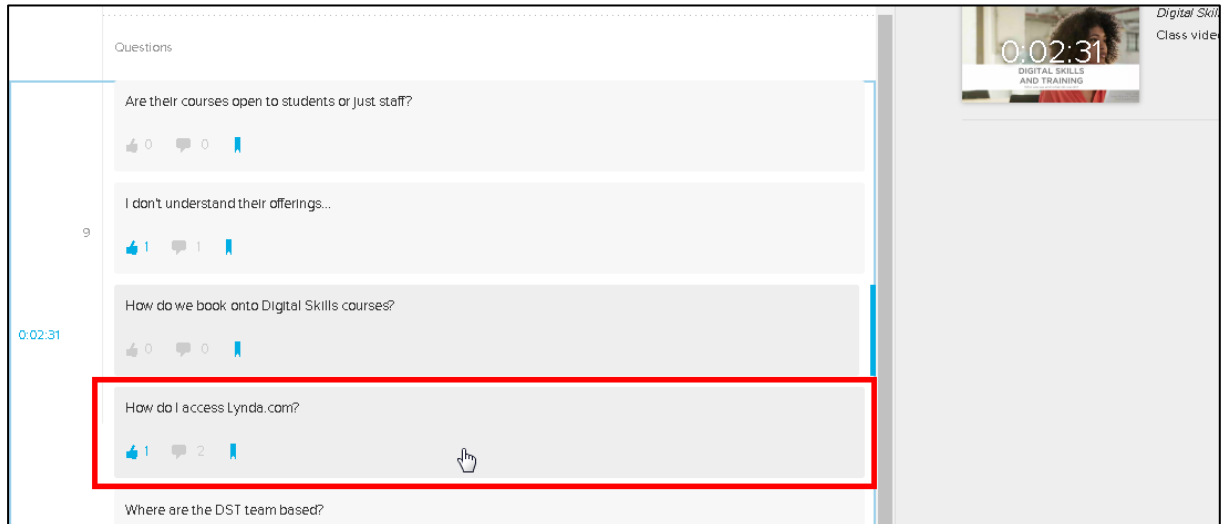 Questions
Are their courses open to students or just staff?
0 0
I don't understand their offerings...
9
1 1
How do we book onto Digital Skills courses?
0:02:31
0 0
How do I access Lynda.com?
1 2
Where are the DST team based?
0:02:31
DIGITAL SKILLS
AND TRAINING
Digital Skil
Class vide